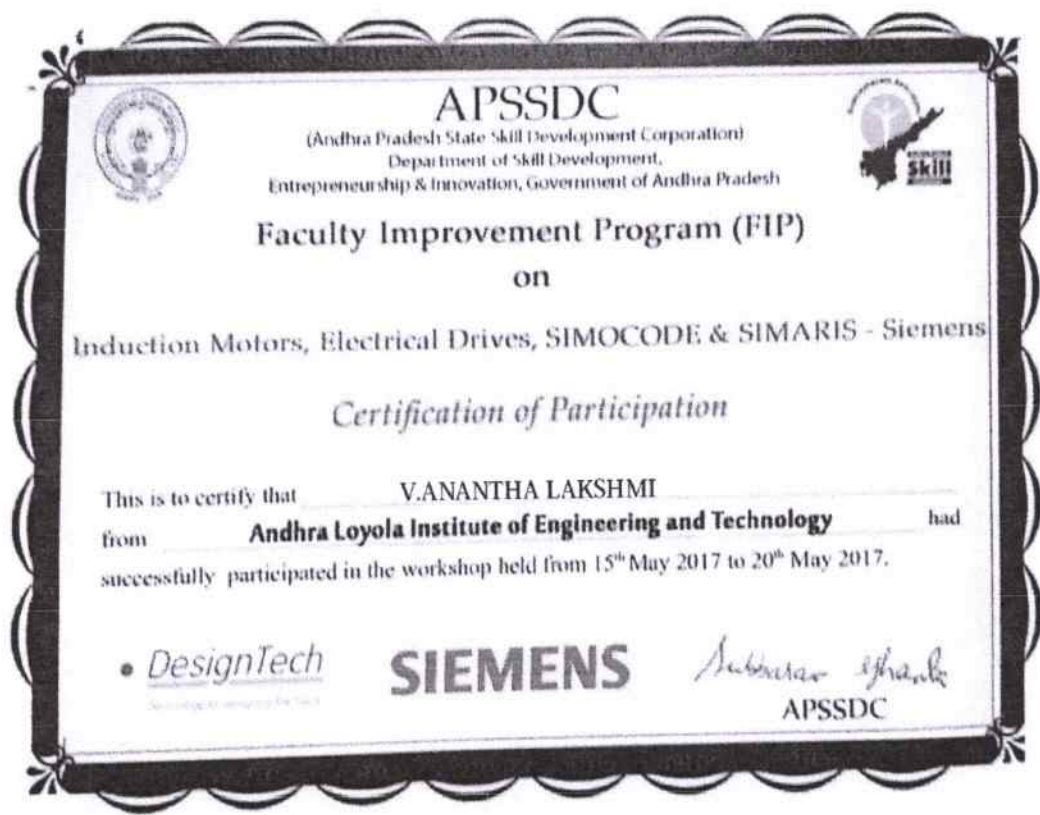 APSSDC
(Andhra Pradesh State Skill Development Corporation)
Department of Skill Development,
Entrepreneurship & Innovation, Government of Andhra Pradesh
Skill
Faculty Improvement Program (FIP)
on
Induction Motors, Electrical Drives, SIMOCODE & SIMARIS - Siemens
Certification of Participation
This is to certify that V.ANANTHA LAKSHMI
from Andhra Loyola Institute of Engineering and Technology had
successfully participated in the workshop held from 15th May 2017 to 20th May 2017.
DesignTech
SIEMENS
APSSDC